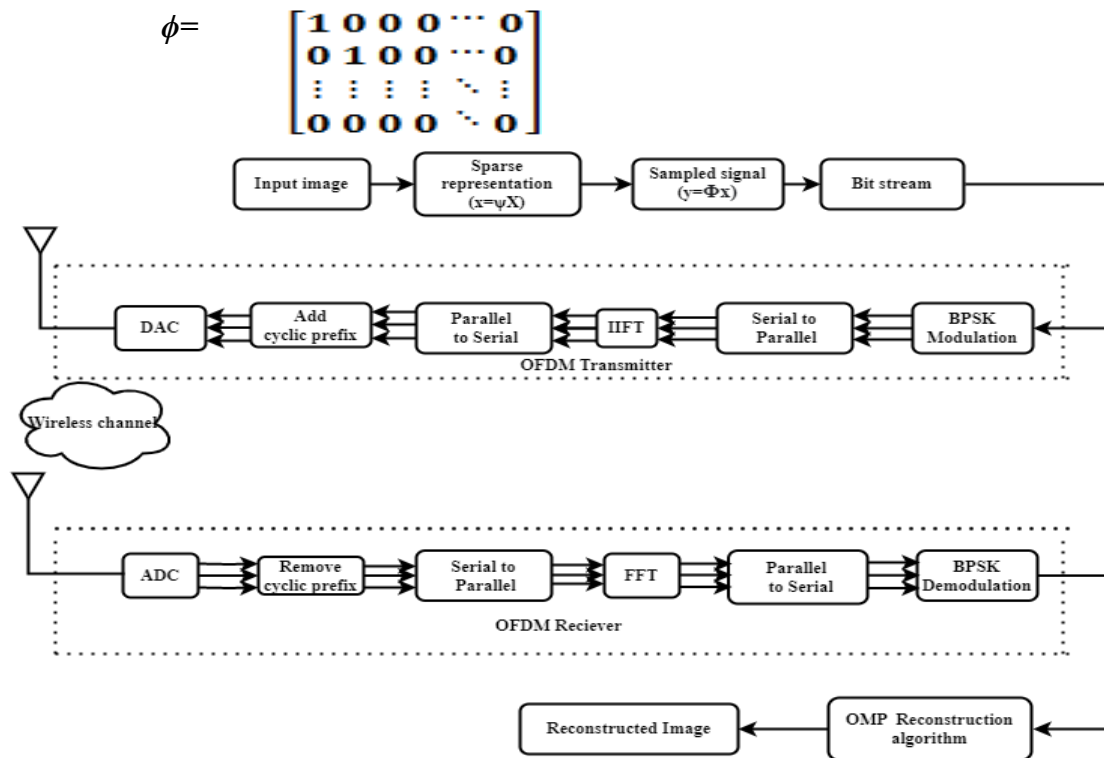 ϕ=
1 0 0 0 ⋯ 0
0 1 0 0 ⋯ 0
⋮ ⋮ ⋮ ⋮ ⋱ ⋮
0 0 0 0 ⋱ 0
Input image
Sparse
representation
(x=ψX)
Sampled signal
(y=Φx)
Bit stream
DAC
Add
cyclic prefix
Parallel
to Serial
IIFT
Serial to
Parallel
BPSK
Modulation
OFDM Transmitter
Wireless channel
ADC
Remove
cyclic prefix
Serial to
Parallel
FFT
Parallel
to Serial
BPSK
Demodulation
OFDM Reciever
Reconstructed Image
OMP Reconstruction
algorithm